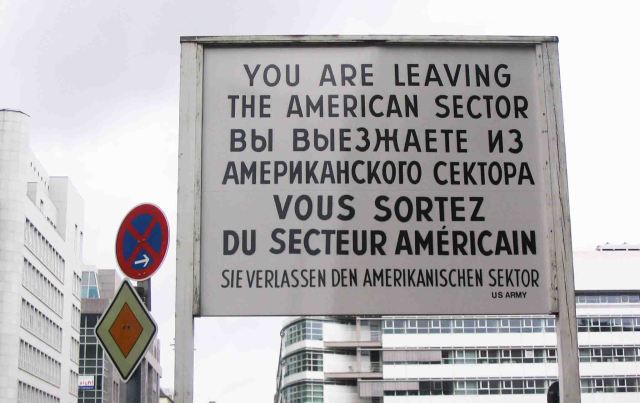 YOU ARE LEAVING
THE AMERICAN SECTOR
ВЫ ВЫЕЗЖАЕТЕ ИЗ
АМЕРИКАНСКОГО СЕКТОРА
VOUS SORTEZ
DU SECTEUR AMÉRICAIN
SIE VERLASSEN DEN AMERIKANISCHEN SEKTOR
US ARMY